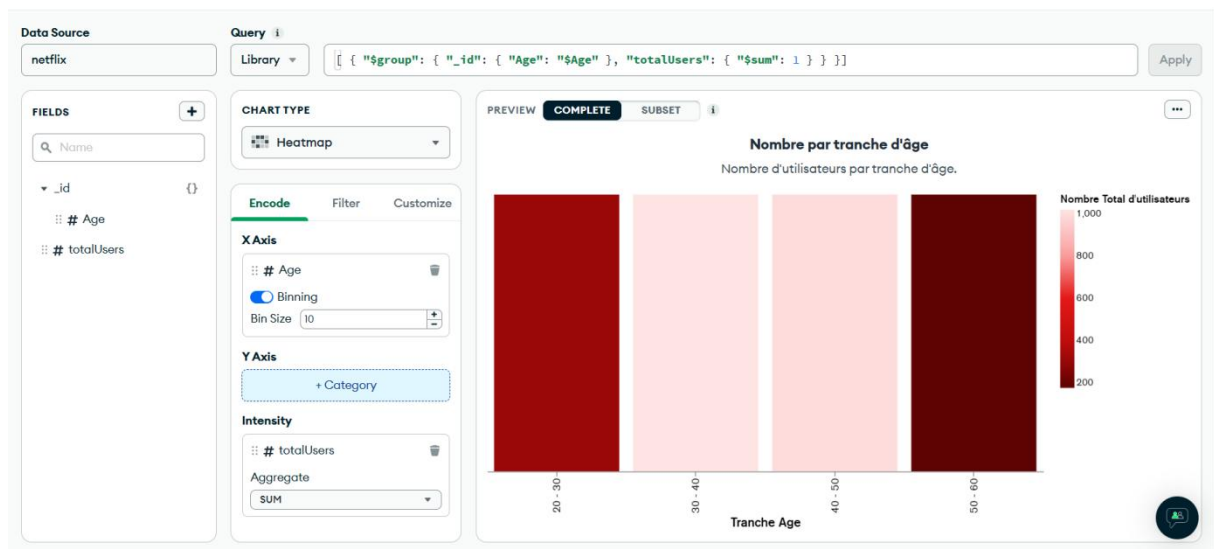 Data Source
netflix
Query i
Library
[ { "$group": { "_id": { "Age": "$Age" }, "totalUsers": { "$sum": 1 } } }]
Apply
FIELDS
+
Name
_id
{}
# Age
# totalUsers
CHART TYPE
Heatmap
Encode Filter Customize
X Axis
# Age
Binning
Bin Size 10
+
-
Y Axis
+ Category
Intensity
# totalUsers
Aggregate
SUM
PREVIEW COMPLETE SUBSET i
...
Nombre par tranche d'âge
Nombre d'utilisateurs par tranche d'âge.
20 - 30
30 - 40
40 - 50
50 - 60
Tranche Age
Nombre Total d'utilisateurs
1,000
800
600
400
200